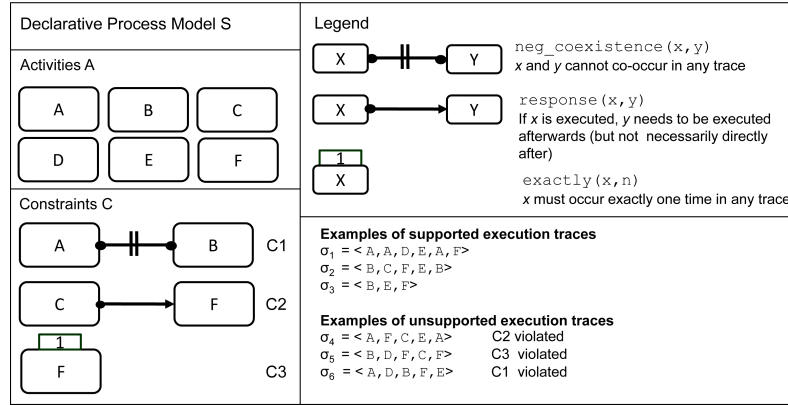 Declarative Process Model S
Activities A
A B C
D E F
Constraints C
A B C1
C F C2
1
F C3
Legend
X Y neg_coexistence(x,y)
x and y cannot co-occur in any trace
X Y response(x,y)
If x is executed, y needs to be executed
afterwards (but not necessarily directly
after)
1
X exactly(x,n)
x must occur exactly one time in any trace
Examples of supported execution traces
σ1 = < A,A,D,E,A,F>
σ2 = < B,C,F,E,B>
σ3 = < B,E,F>
Examples of unsupported execution traces
σ4 = < A,F,C,E,A> C2 violated
σ5 = < B,D,F,C,F> C3 violated
σ6 = < A,D,B,F,E> C1 violated